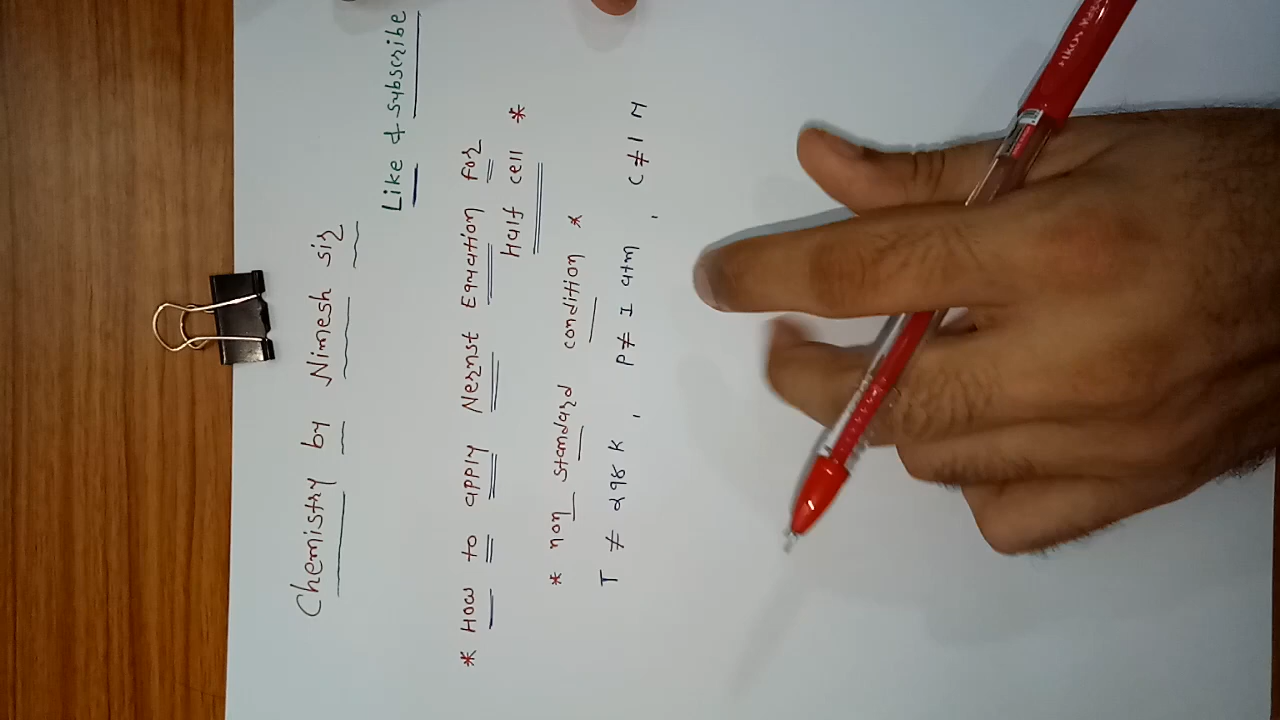 Chemistry by Nimesh sir
Like & subscribe
* How to apply Nernst Equation for
half cell *
* non standard condition *
T ≠ 298 K, P ≠ 1 atm, C ≠ 1 M